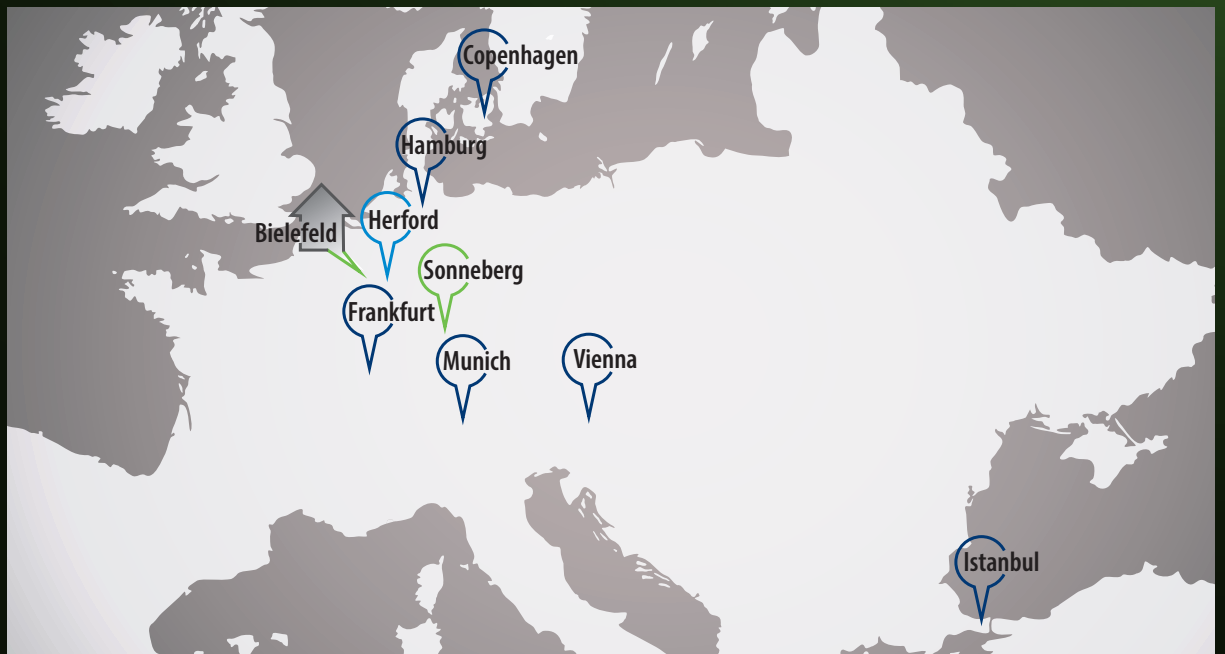 Copenhagen
Hamburg
Herford
Bielefeld
Sonneberg
Frankfurt
Munich
Vienna
Istanbul